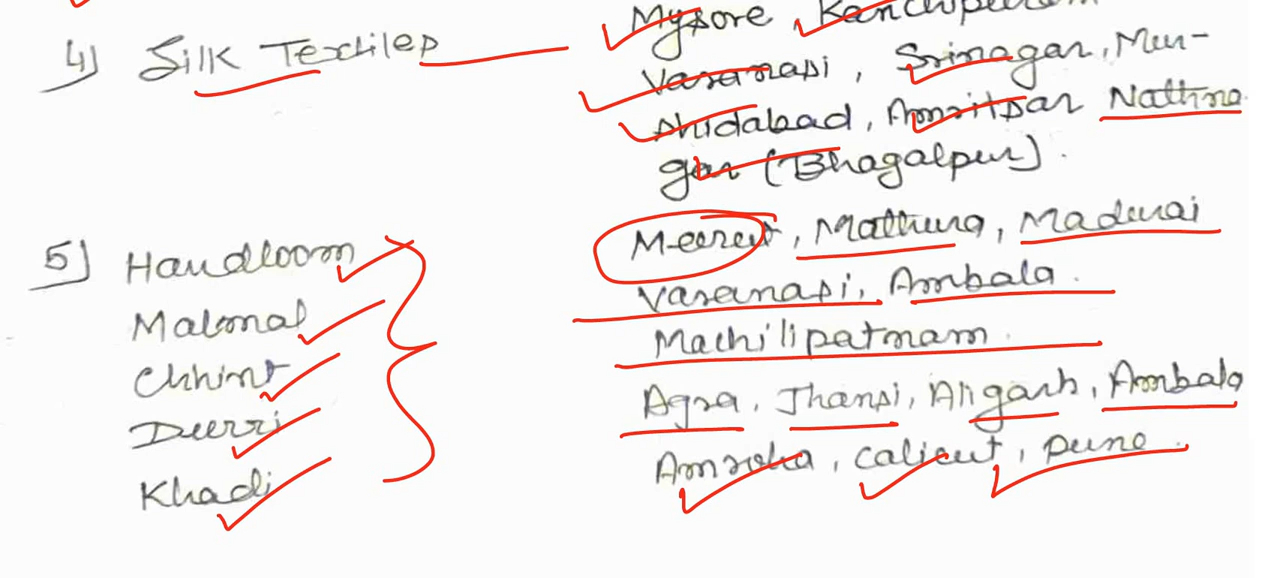 4) Silk Textiles Mysore, Kanchipuram
Varanasi, Srinagar, Mur-
shidabad, Amritsar Nathna
gar (Bhagalpur).
5) Handloom Meerut, Mathura, Madurai
Malmal Varanasi, Ambala.
Chhint Machilipatnam.
Durri Agra, Jhansi, Aligarh, Ambala
Khadi Amroha, Calicut, Pune.